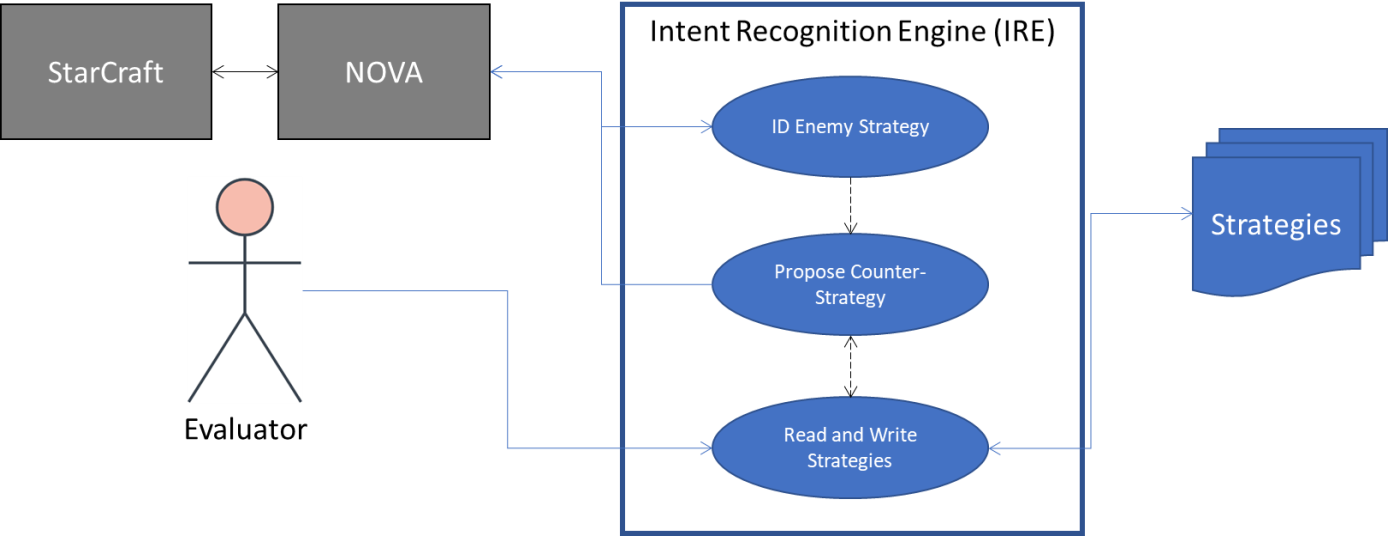 Intent Recognition Engine (IRE)
StarCraft
NOVA
ID Enemy Strategy
Strategies
Propose Counter-
Strategy
Evaluator
Read and Write
Strategies